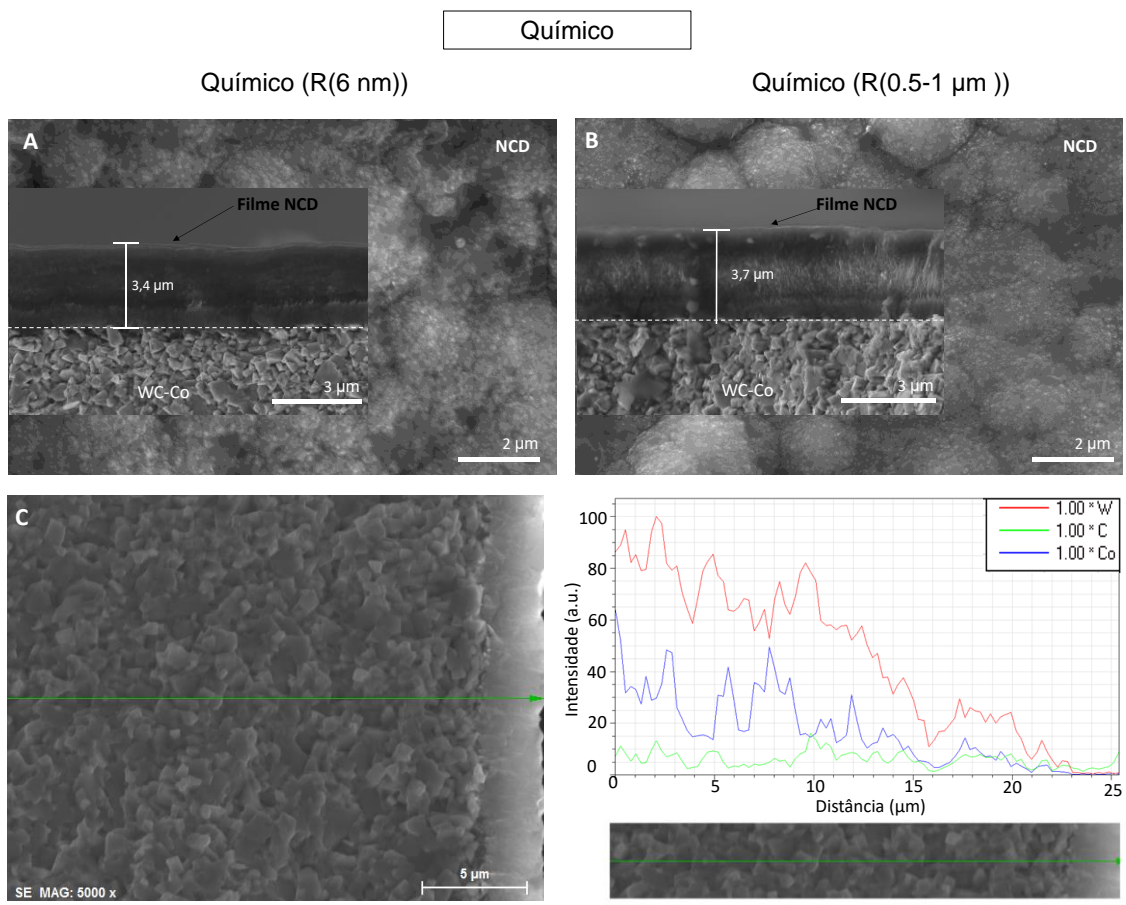 Químico
Químico (R(6 nm))
Químico (R(0.5-1 µm ))
A
NCD
Filme NCD
3,4 µm
WC-Co
3 µm
2 µm
B
NCD
Filme NCD
3,7 µm
3 µm
2 µm
C
SE MAG: 5000 x
5 µm
1.00 * W
1.00 * C
1.00 * Co
Intensidade (a.u.)
100
80
60
40
20
0
0
5
10
15
20
25
Distância (µm)